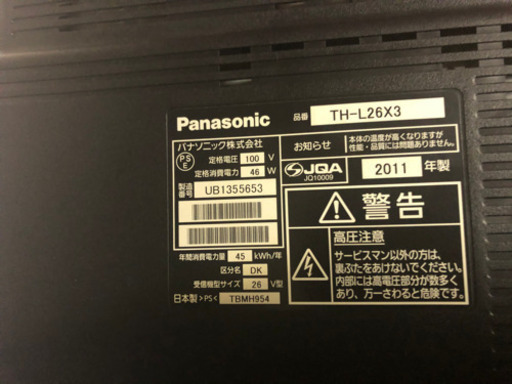 Panasonic
品番 TH-L26X3
パナソニック株式会社
PS E
定格電圧 100 V
定格消費電力 46 W
製造番号 UB1355653
お知らせ
本体の温度が高くなりますが
性能・品質には問題ありません。
JQA
JQ10009
2011 年製
警告
高圧注意
サービスマン以外の方は、
裏ぶたをあけないでください。
内部には高電圧部分が数多く
あり、万一さわると危険です。
年間消費電力量 45 kWh/年
区分名 DK
受信機型サイズ 26 V型
日本製 >PS< TBMH954